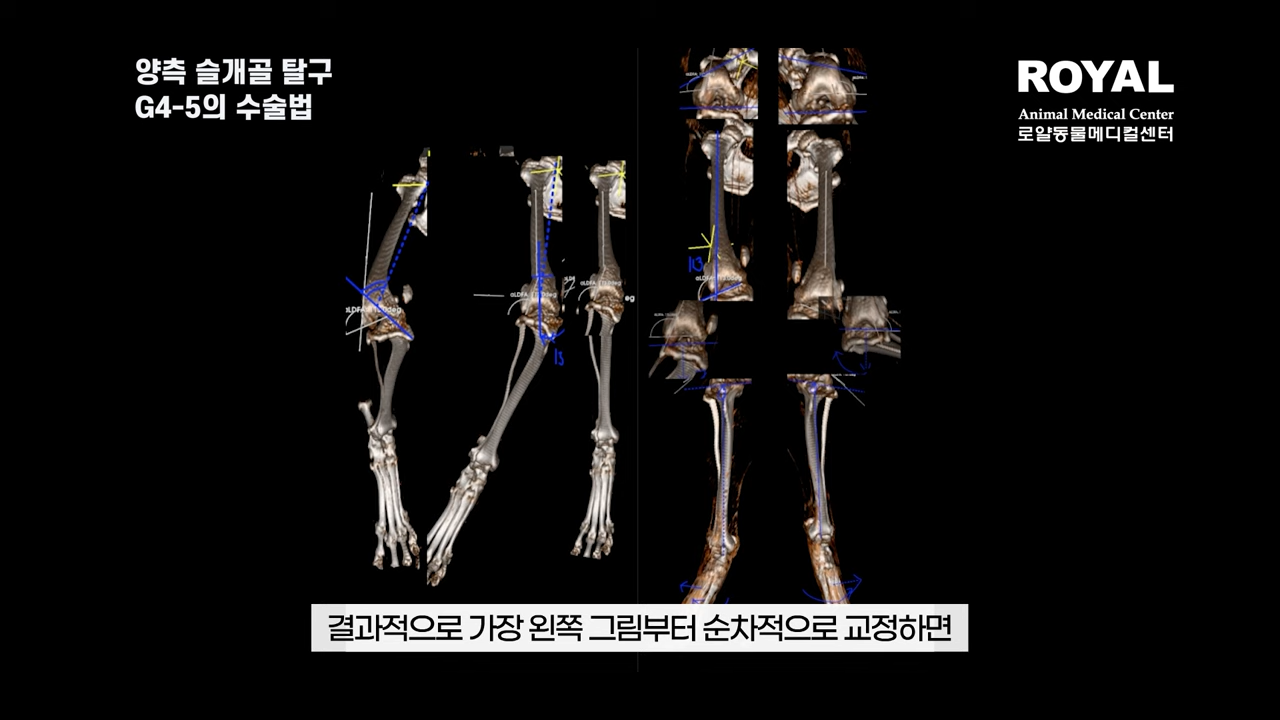 양측 슬개골 탈구
G4-5의 수술법
ROYAL
Animal Medical Center
로얄동물메디컬센터
113
13
결과적으로 가장 왼쪽 그림부터 순차적으로 교정하면